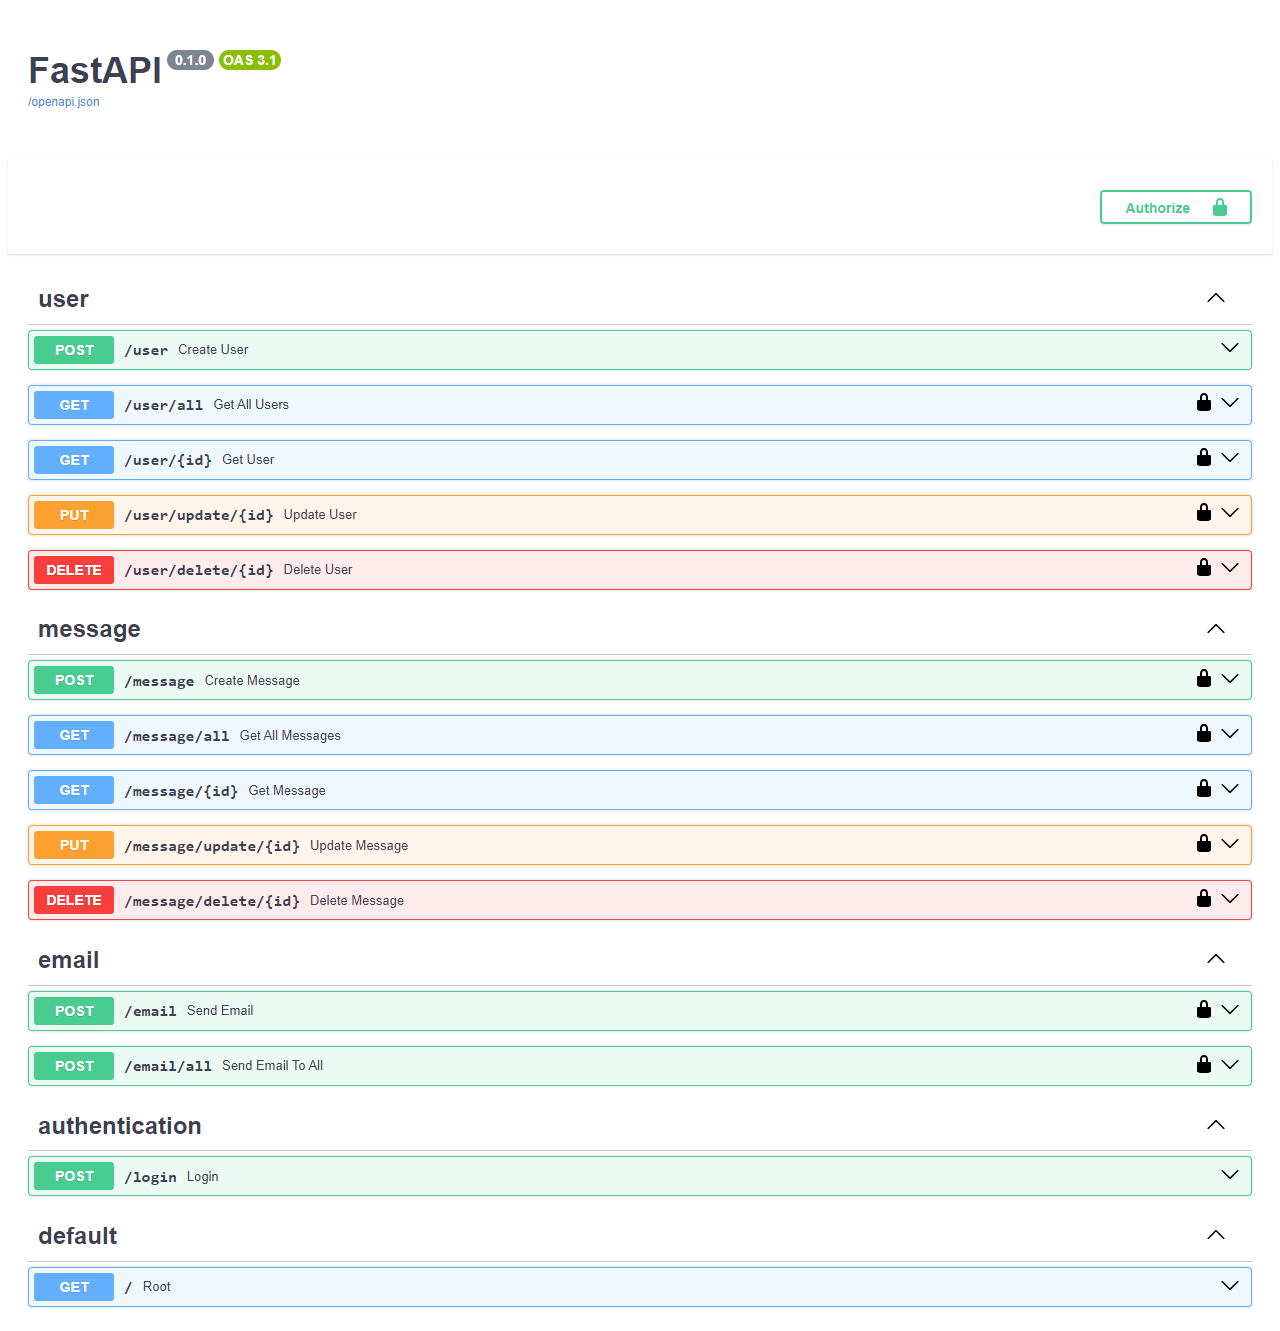 FastAPI 0.1.0 OAS 3.1
/openapi.json
Authorize
user
POST /user Create User
GET /user/all Get All Users
GET /user/{id} Get User
PUT /user/update/{id} Update User
DELETE /user/delete/{id} Delete User
message
POST /message Create Message
GET /message/all Get All Messages
GET /message/{id} Get Message
PUT /message/update/{id} Update Message
DELETE /message/delete/{id} Delete Message
email
POST /email Send Email
POST /email/all Send Email To All
authentication
POST /login Login
default
GET / Root